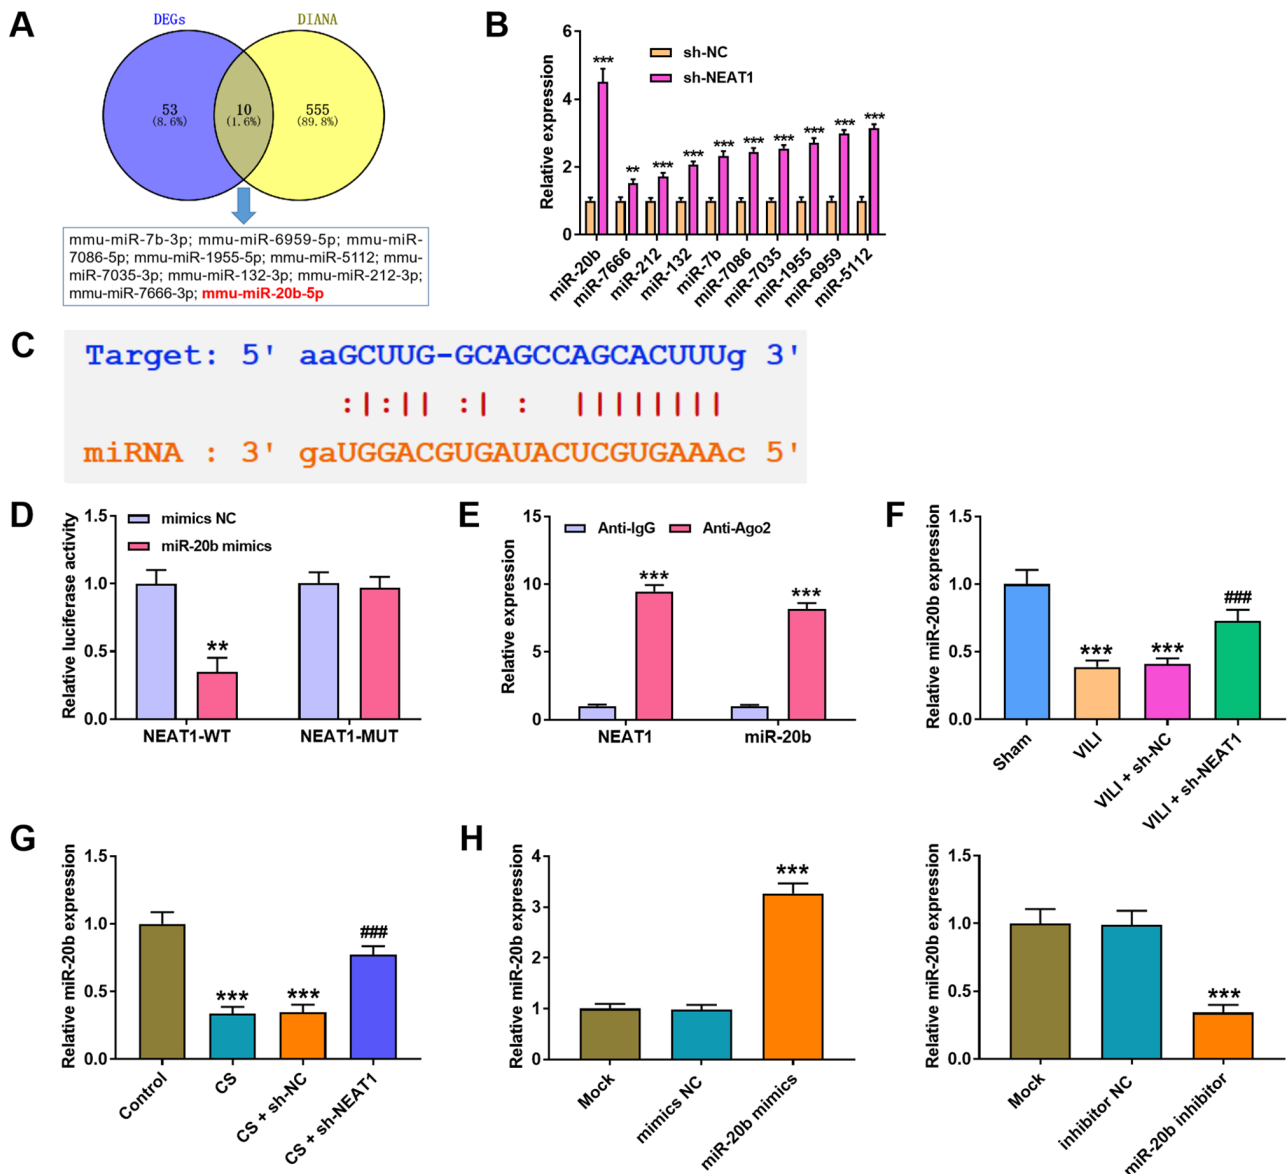 A
DEGs
DIANA
53
(8.6%)
10
(1.6%)
555
(89.8%)
mmu-miR-7b-3p; mmu-miR-6959-5p; mmu-miR-
7086-5p; mmu-miR-1955-5p; mmu-miR-5112; mmu-
miR-7035-3p; mmu-miR-132-3p; mmu-miR-212-3p;
mmu-miR-7666-3p; mmu-miR-20b-5p
B
Relative expression
6
4
2
0
sh-NC
sh-NEAT1
***
**
***
***
***
***
***
***
***
***
miR-20b
miR-7666
miR-212
miR-132
miR-7b
miR-7086
miR-7035
miR-1955
miR-6959
miR-5112
C
Target: 5' aaGCUUG-GCAGCCAGCACUUUg 3'
:|:|| :| : ||||||||
miRNA : 3' gaUGGACGUGAUACUCGUGAAAc 5'
D
Relative luciferase activity
1.5
1.0
0.5
0.0
mimics NC
miR-20b mimics
**
NEAT1-WT
NEAT1-MUT
E
Relative expression
15
10
5
0
Anti-IgG
Anti-Ago2
***
***
NEAT1
miR-20b
F
Relative miR-20b expression
1.5
1.0
0.5
0.0
***
***
###
Sham
VILI
VILI + sh-NC
VILI + sh-NEAT1
G
Relative miR-20b expression
1.5
1.0
0.5
0.0
***
***
###
Control
CS
CS + sh-NC
CS + sh-NEAT1
H
Relative miR-20b expression
4
3
2
1
0
***
Mock
mimics NC
miR-20b mimics
Relative miR-20b expression
1.5
1.0
0.5
0.0
***
Mock
inhibitor NC
miR-20b inhibitor